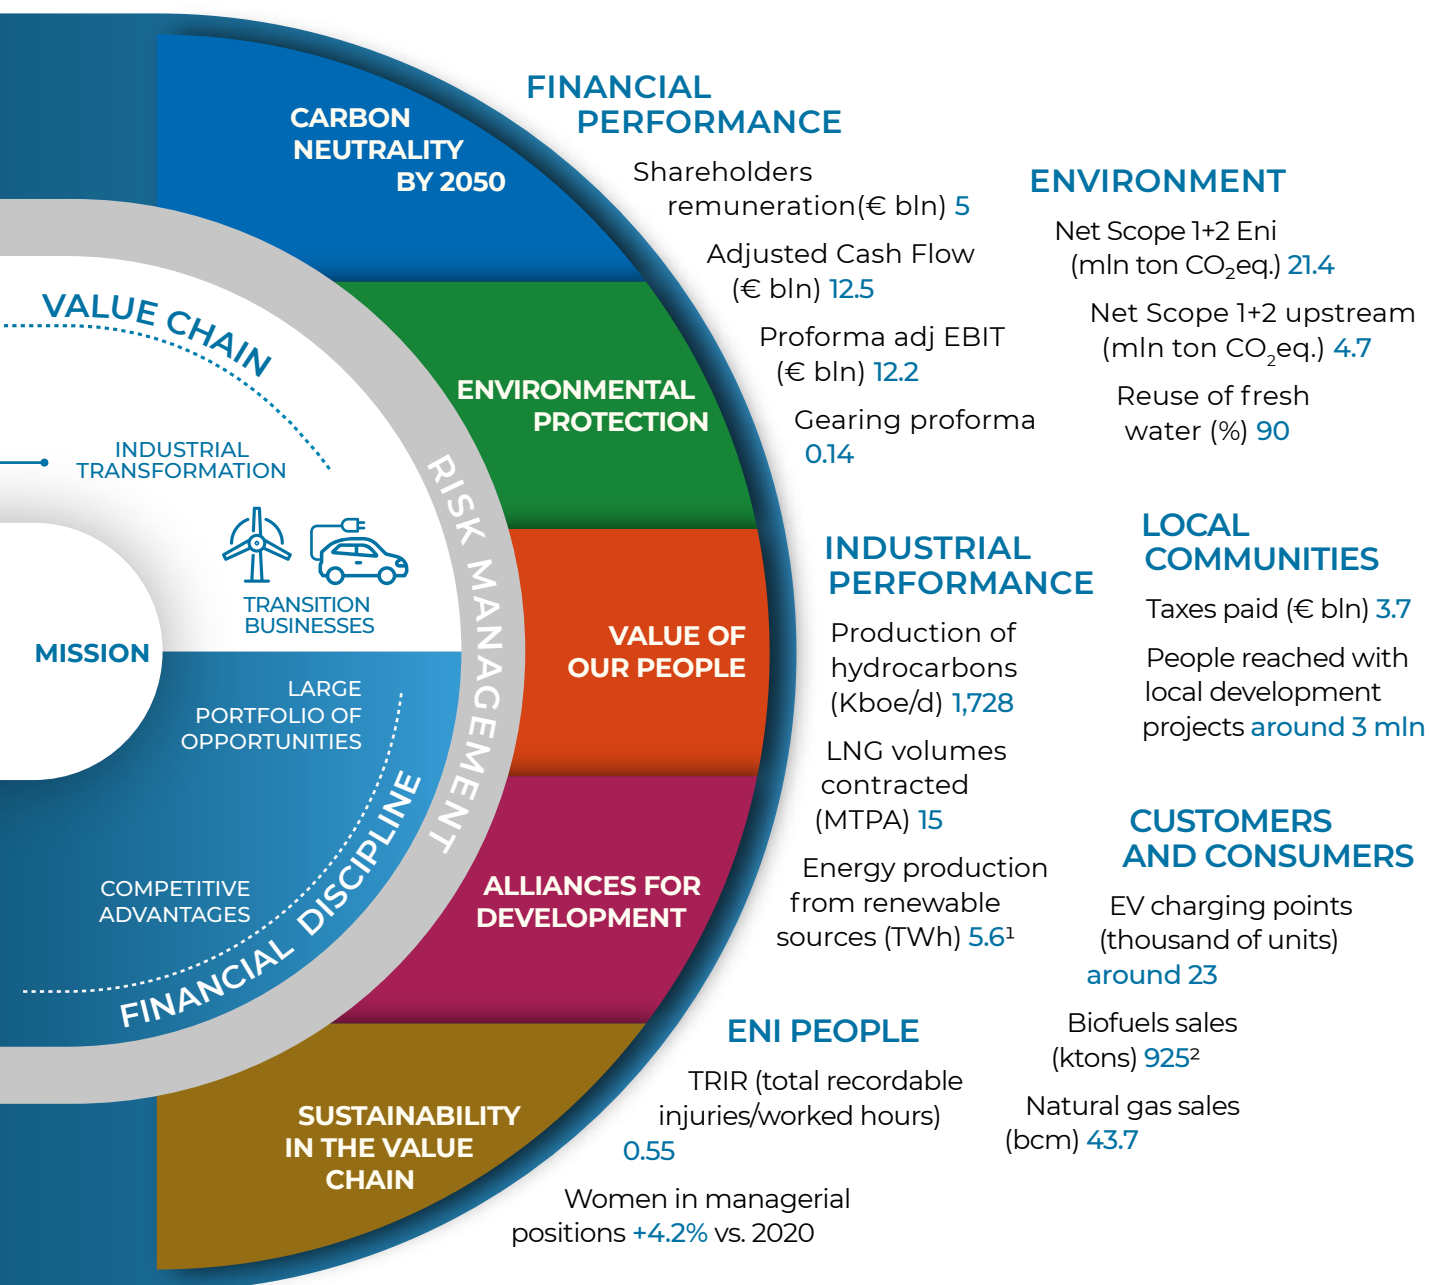 CARBON
NEUTRALITY
BY 2050
ENVIRONMENTAL
PROTECTION
VALUE OF
OUR PEOPLE
ALLIANCES FOR
DEVELOPMENT
SUSTAINABILITY
IN THE VALUE
CHAIN
RISK MANAGEMENT
VALUE CHAIN
INDUSTRIAL
TRANSFORMATION
TRANSITION
BUSINESSES
MISSION
LARGE
PORTFOLIO OF
OPPORTUNITIES
COMPETITIVE
ADVANTAGES
FINANCIAL DISCIPLINE
FINANCIAL
PERFORMANCE
Shareholders
remuneration(€ bln) 5
Adjusted Cash Flow
(€ bln) 12.5
Proforma adj EBIT
(€ bln) 12.2
Gearing proforma
0.14
ENVIRONMENT
Net Scope 1+2 Eni
(mln ton CO₂eq.) 21.4
Net Scope 1+2 upstream
(mln ton CO₂eq.) 4.7
Reuse of fresh
water (%) 90
INDUSTRIAL
PERFORMANCE
Production of
hydrocarbons
(Kboe/d) 1,728
LNG volumes
contracted
(MTPA) 15
Energy production
from renewable
sources (TWh) 5.6¹
LOCAL
COMMUNITIES
Taxes paid (€ bln) 3.7
People reached with
local development
projects around 3 mln
CUSTOMERS
AND CONSUMERS
EV charging points
(thousand of units)
around 23
Biofuels sales
(ktons) 925²
Natural gas sales
(bcm) 43.7
ENI PEOPLE
TRIR (total recordable
injuries/worked hours)
0.55
Women in managerial
positions +4.2% vs. 2020